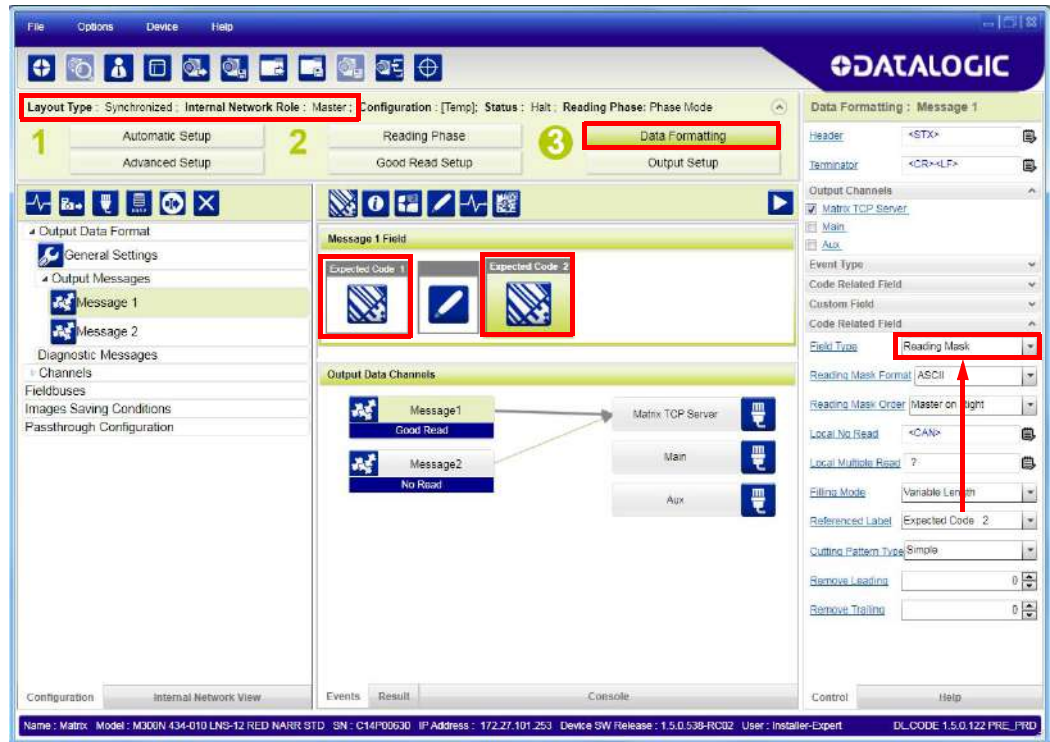 File Options Device Help
DATALOGIC
Layout Type : Synchronized ; Internal Network Role : Master ; Configuration : [Temp]; Status : Halt ; Reading Phase: Phase Mode
1 Automatic Setup 2 Reading Phase 3 Data Formatting
Advanced Setup Good Read Setup Output Setup
Output Data Format
General Settings
Output Messages
Message 1
Message 2
Diagnostic Messages
Channels
Fieldbuses
Images Saving Conditions
Passthrough Configuration
Configuration Internal Network View
Message 1 Field
Expected Code 1 Expected Code 2
Output Data Channels
Message1
Good Read
Message2
No Read
Matrix TCP Server
Main
Aux
Events Result Console
Data Formatting : Message 1
Header <STX>
Terminator <CR><LF>
Output Channels
Matrix TCP Server
Main
Aux
Event Type
Code Related Field
Custom Field
Code Related Field
Field Type Reading Mask
Reading Mask Format ASCII
Reading Mask Order Master on Right
Local No Read <CAN>
Local Multiple Read ?
Filling Mode Variable Length
Referenced Label Expected Code 2
Cutting Pattern Type Simple
Remove Leading 0
Remove Trailing 0
Control Help
Name : Matrix Model : M300N 434-010 LNS-12 RED NARR STD SN : C14P00630 IP Address : 172.27.101.253 Device SW Release : 1.5.0.538-RC02 User : Installer-Expert DL.CODE 1.5.0.122 PRE_PRD